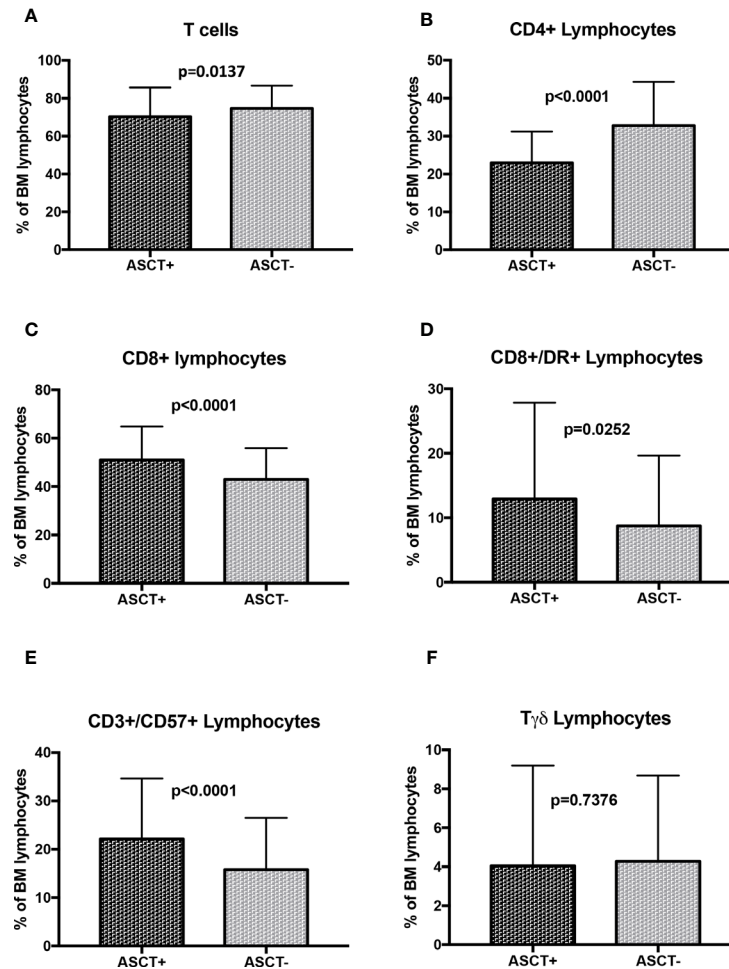 A
T cells
p=0.0137
% of BM lymphocytes
100
80
60
40
20
0
ASCT+ ASCT-
B
CD4+ Lymphocytes
p<0.0001
% of BM lymphocytes
50
40
30
20
10
0
ASCT+ ASCT-
C
CD8+ lymphocytes
p<0.0001
% of BM lymphocytes
80
60
40
20
0
ASCT+ ASCT-
D
CD8+/DR+ Lymphocytes
p=0.0252
% of BM lymphocytes
30
20
10
0
ASCT+ ASCT-
E
CD3+/CD57+ Lymphocytes
p<0.0001
% of BM lymphocytes
40
30
20
10
0
ASCT+ ASCT-
F
Tγδ Lymphocytes
p=0.7376
% of BM lymphocytes
10
8
6
4
2
0
ASCT+ ASCT-